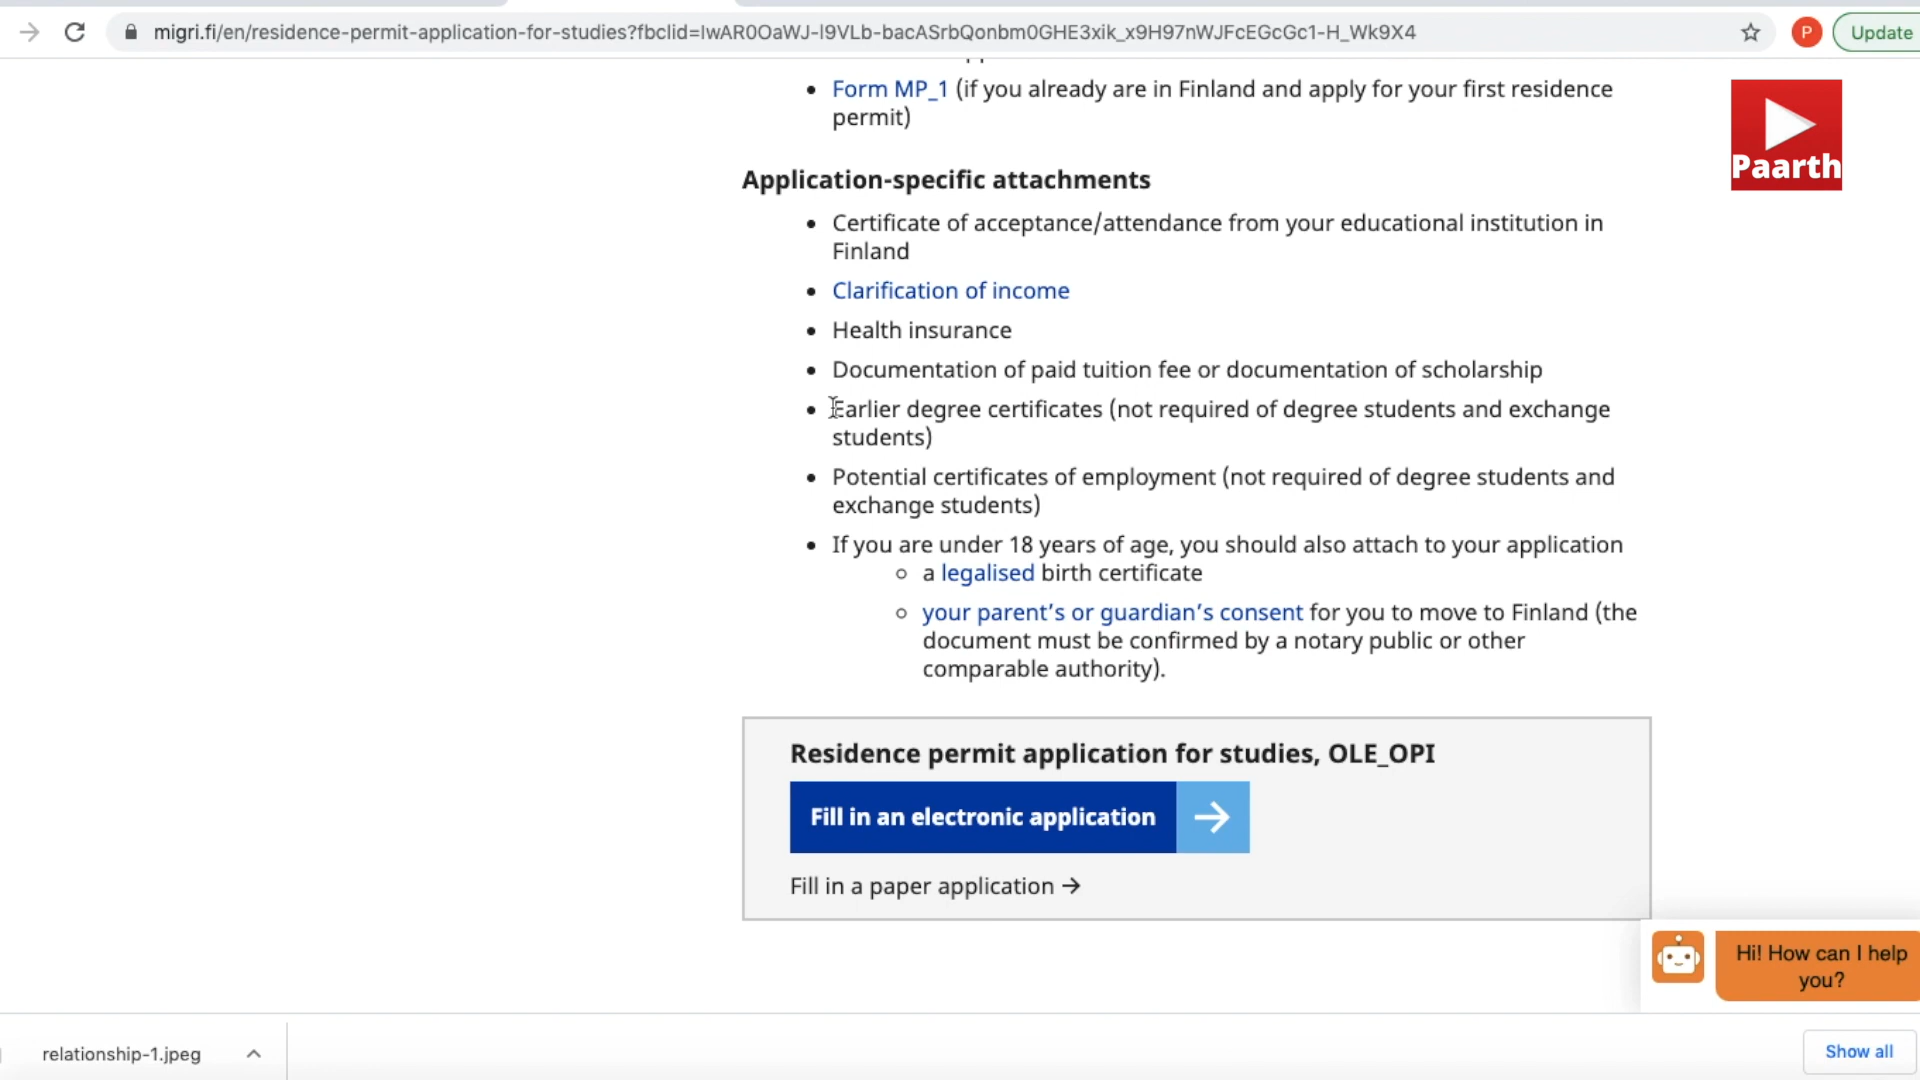 migri.fi/en/residence-permit-application-for-studies?fbclid=IwAR0OaWJ-I9VLb-bacASrbQonbm0GHE3xik_x9H97nWJFcEGcGc1-H_Wk9X4
P
Update
Form MP_1 (if you already are in Finland and apply for your first residence
permit)
Paarth
Application-specific attachments
Certificate of acceptance/attendance from your educational institution in
Finland
Clarification of income
Health insurance
Documentation of paid tuition fee or documentation of scholarship
Earlier degree certificates (not required of degree students and exchange
students)
Potential certificates of employment (not required of degree students and
exchange students)
If you are under 18 years of age, you should also attach to your application
a legalised birth certificate
your parent’s or guardian’s consent for you to move to Finland (the
document must be confirmed by a notary public or other
comparable authority).
Residence permit application for studies, OLE_OPI
Fill in an electronic application
Fill in a paper application
Hi! How can I help
you?
relationship-1.jpeg
Show all